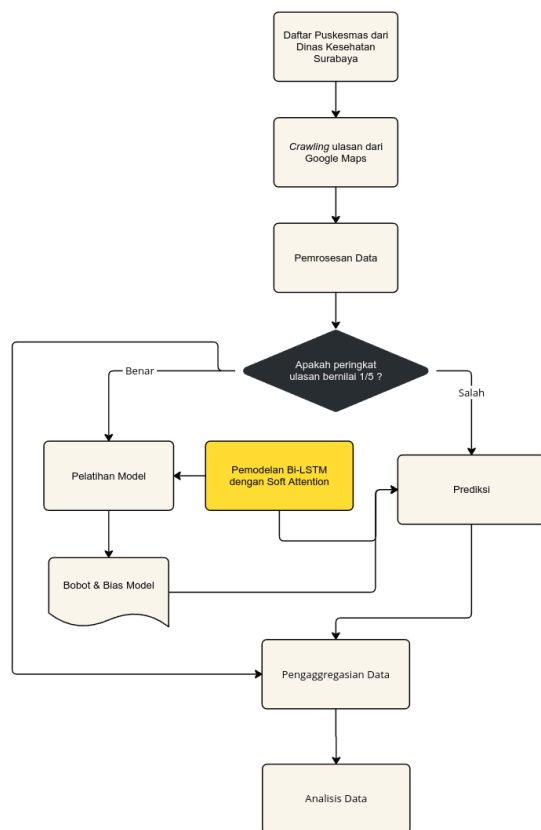 Daftar Puskesmas dari
Dinas Kesehatan
Surabaya
Crawling ulasan dari
Google Maps
Pemrosesan Data
Apakah peringkat
ulasan bernilai 1/5 ?
Benar
Salah
Pelatihan Model
Pemodelan Bi-LSTM
dengan Soft Attention
Prediksi
Bobot & Bias Model
Pengaggregasian Data
Analisis Data